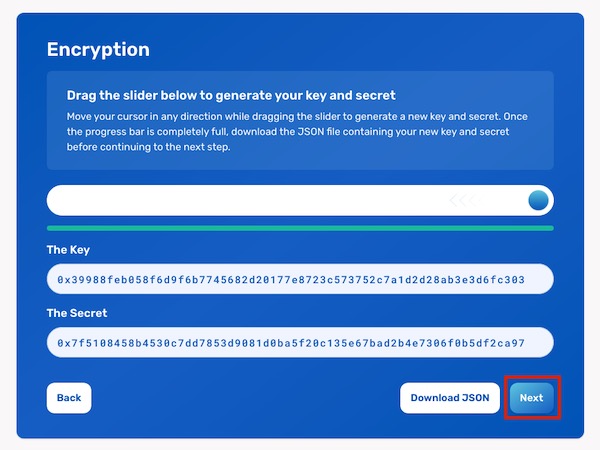 Encryption
Drag the slider below to generate your key and secret
Move your cursor in any direction while dragging the slider to generate a new key and secret. Once
the progress bar is completely full, download the JSON file containing your new key and secret
before continuing to the next step.
The Key
0x39988feb058f6d9f6b7745682d20177e8723c573752c7a1d2d28ab3e3d6fc303
The Secret
0x7f5108458b4530c7dd7853d9081d0ba5f20c135e67bad2b4e7306f0b5df2ca97
Back
Download JSON
Next